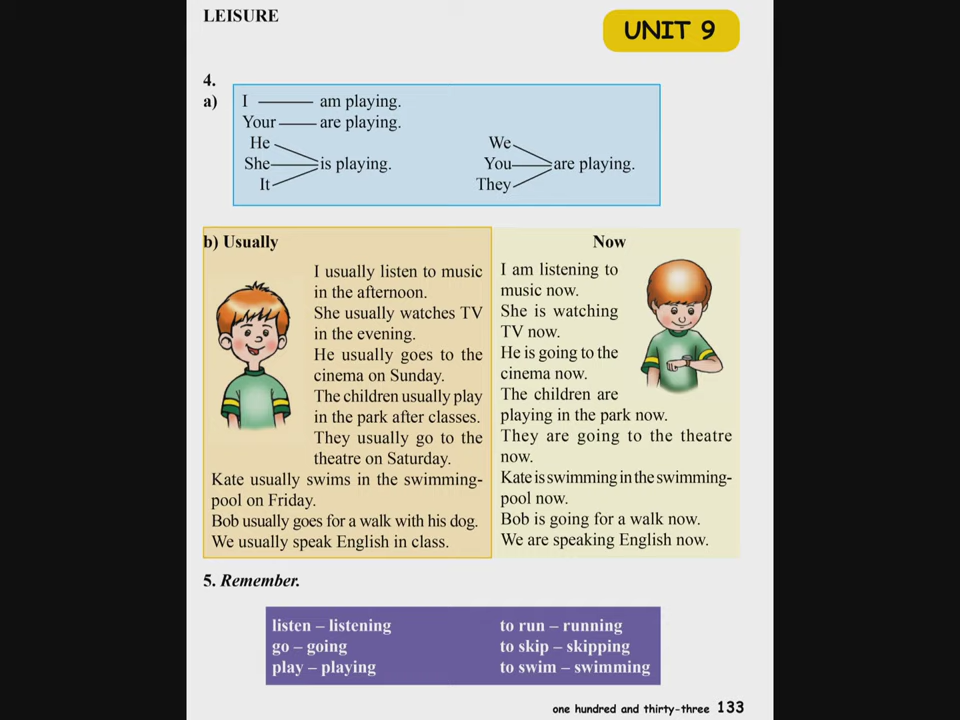 LEISURE
UNIT 9
4.
a)
I am playing.
Your are playing.
He
She is playing.
It
We
You are playing.
They
b) Usually
I usually listen to music
in the afternoon.
She usually watches TV
in the evening.
He usually goes to the
cinema on Sunday.
The children usually play
in the park after classes.
They usually go to the
theatre on Saturday.
Kate usually swims in the swimming-
pool on Friday.
Bob usually goes for a walk with his dog.
We usually speak English in class.
Now
I am listening to
music now.
She is watching
TV now.
He is going to the
cinema now.
The children are
playing in the park now.
They are going to the theatre
now.
Kate is swimming in the swimming-
pool now.
Bob is going for a walk now.
We are speaking English now.
5. Remember.
listen – listening
go – going
play – playing
to run – running
to skip – skipping
to swim – swimming
one hundred and thirty-three 133